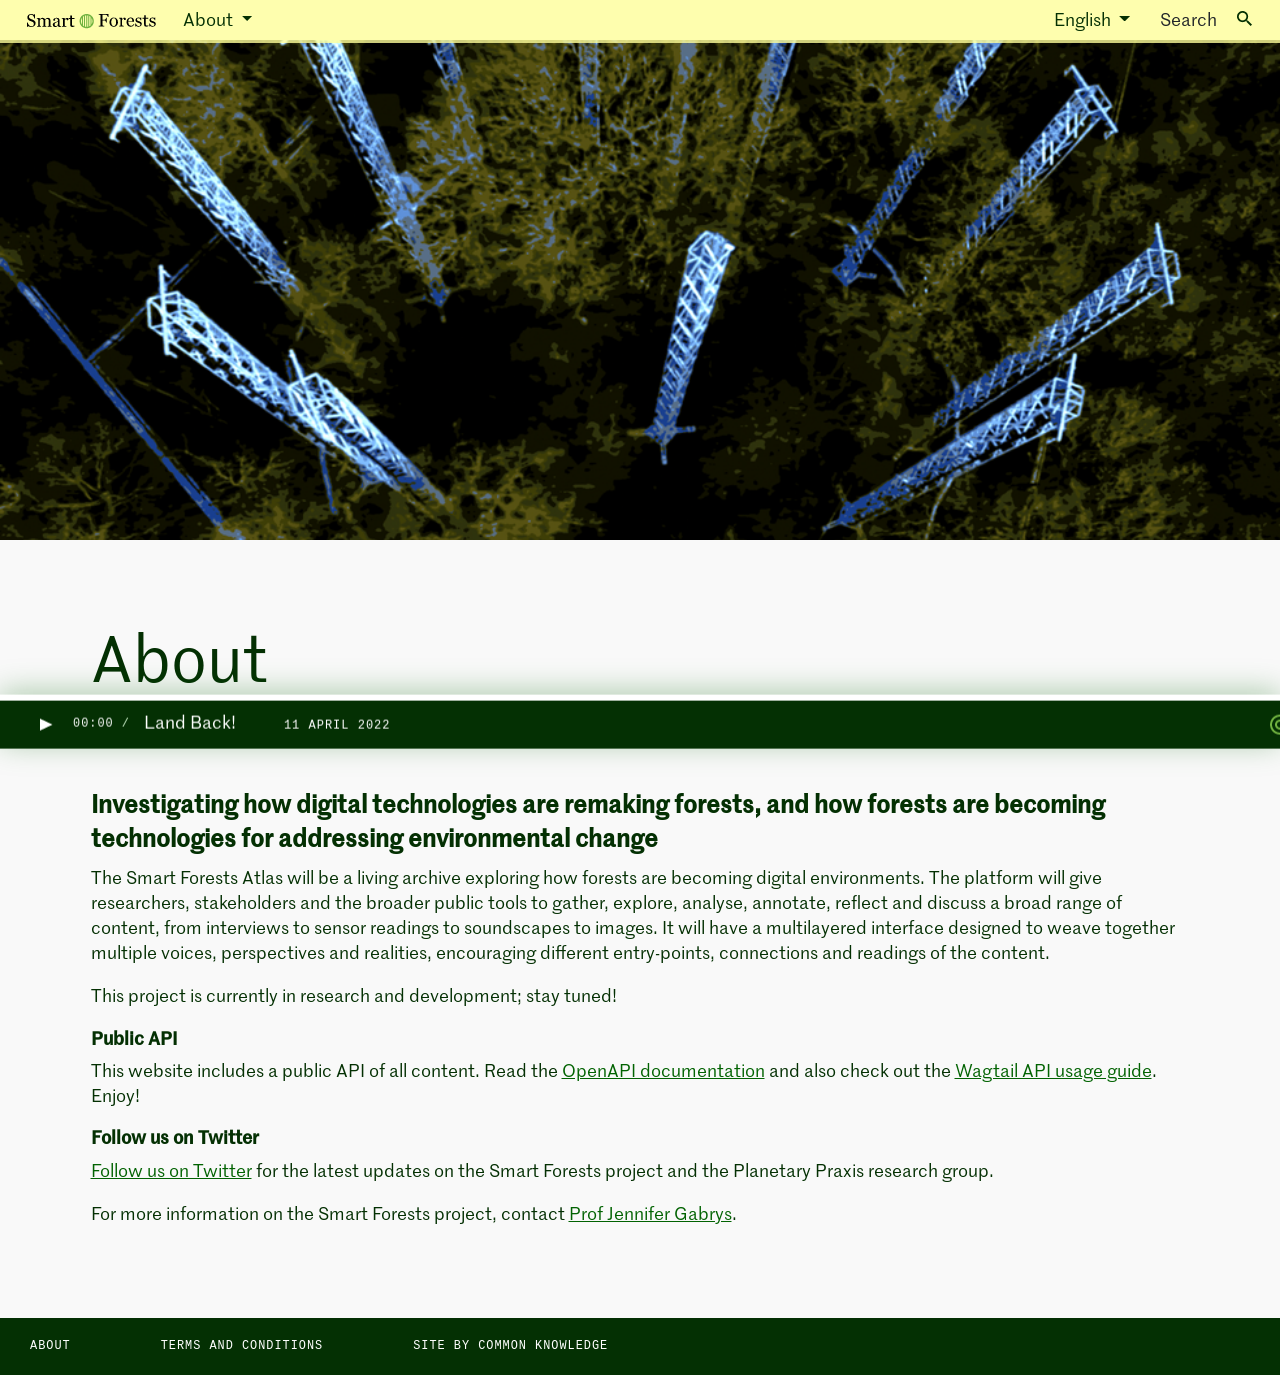 Smart Forests About English Search
About
▶ 00:00 / Land Back! 11 APRIL 2022
Investigating how digital technologies are remaking forests, and how forests are becoming
technologies for addressing environmental change
The Smart Forests Atlas will be a living archive exploring how forests are becoming digital environments. The platform will give
researchers, stakeholders and the broader public tools to gather, explore, analyse, annotate, reflect and discuss a broad range of
content, from interviews to sensor readings to soundscapes to images. It will have a multilayered interface designed to weave together
multiple voices, perspectives and realities, encouraging different entry-points, connections and readings of the content.
This project is currently in research and development; stay tuned!
Public API
This website includes a public API of all content. Read the OpenAPI documentation and also check out the Wagtail API usage guide.
Enjoy!
Follow us on Twitter
Follow us on Twitter for the latest updates on the Smart Forests project and the Planetary Praxis research group.
For more information on the Smart Forests project, contact Prof Jennifer Gabrys.
ABOUT TERMS AND CONDITIONS SITE BY COMMON KNOWLEDGE